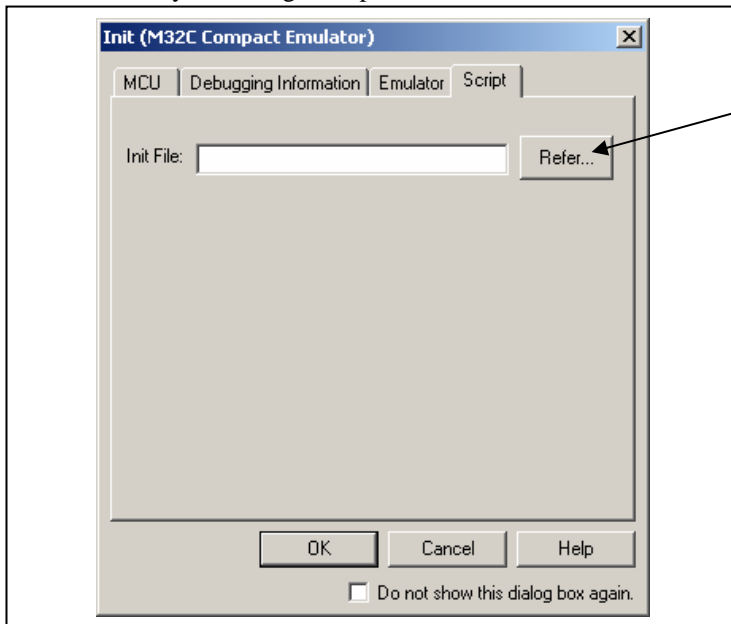 Init (M32C Compact Emulator)
MCU Debugging Information Emulator Script
Init File: Refer...
OK Cancel Help
Do not show this dialog box again.